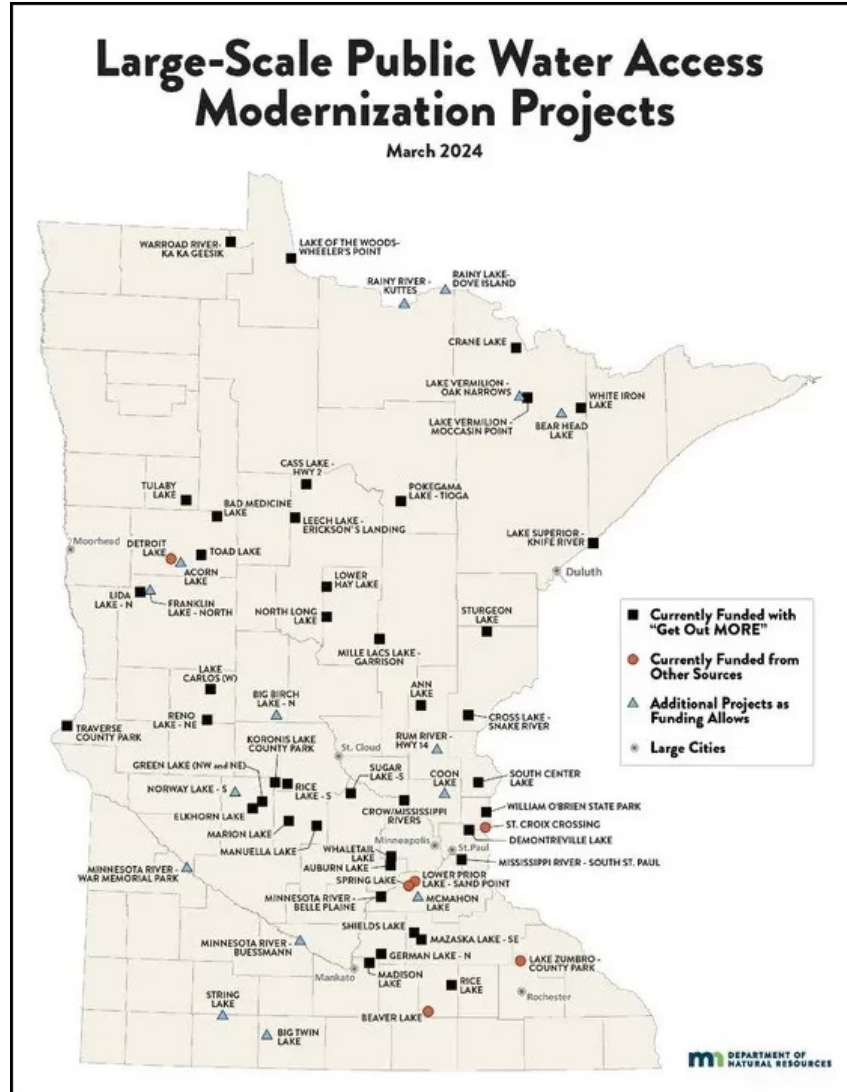 Large-Scale Public Water Access
Modernization Projects
March 2024
WARROAD RIVER-
KA KA GEESIK
LAKE OF THE WOODS-
WHEELER'S POINT
RAINY RIVER -
KUTTES
RAINY LAKE-
DOVE ISLAND
CRANE LAKE
LAKE VERMILION -
OAK NARROWS
LAKE VERMILION -
MOCCASIN POINT
WHITE IRON
LAKE
BEAR HEAD
LAKE
CASS LAKE -
HWY 2
TULABY
LAKE
BAD MEDICINE
LAKE
POKEGAMA
LAKE - TIOGA
LEECH LAKE -
ERICKSON'S LANDING
LAKE SUPERIOR -
KNIFE RIVER
Moorhead
DETROIT
LAKE
TOAD LAKE
ACORN
LAKE
Duluth
LIDA
LAKE - N
FRANKLIN
LAKE - NORTH
LOWER
HAY LAKE
NORTH LONG
LAKE
STURGEON
LAKE
MILLE LACS LAKE -
GARRISON
Currently Funded with
"Get Out MORE"
Currently Funded from
Other Sources
Additional Projects as
Funding Allows
Large Cities
LAKE
CARLOS (W)
BIG BIRCH
LAKE - N
ANN
LAKE
RENO
LAKE - NE
TRAVERSE
COUNTY PARK
CROSS LAKE -
SNAKE RIVER
KORONIS LAKE
COUNTY PARK
St. Cloud
RUM RIVER -
HWY 14
GREEN LAKE (NW and NE)
NORWAY LAKE - S
RICE
LAKE - S
SUGAR
LAKE -S
COON
LAKE
SOUTH CENTER
LAKE
ELKHORN LAKE
CROW/MISSISSIPPI
RIVERS
WILLIAM O'BRIEN STATE PARK
ST. CROIX CROSSING
MARION LAKE
MANUELLA LAKE
Minneapolis
St.Paul
DEMONTREVILLE LAKE
WHALETAIL
LAKE
AUBURN LAKE
MISSISSIPPI RIVER - SOUTH ST. PAUL
MINNESOTA RIVER -
WAR MEMORIAL PARK
SPRING LAKE
LOWER PRIOR
LAKE - SAND POINT
MINNESOTA RIVER -
BELLE PLAINE
MCMAHON
LAKE
SHIELDS LAKE
MAZASKA LAKE - SE
MINNESOTA RIVER -
BUESSMANN
GERMAN LAKE - N
LAKE ZUMBRO -
COUNTY PARK
Mankato
MADISON
LAKE
RICE
LAKE
Rochester
STRING
LAKE
BEAVER LAKE
BIG TWIN
LAKE
mn DEPARTMENT OF
NATURAL RESOURCES